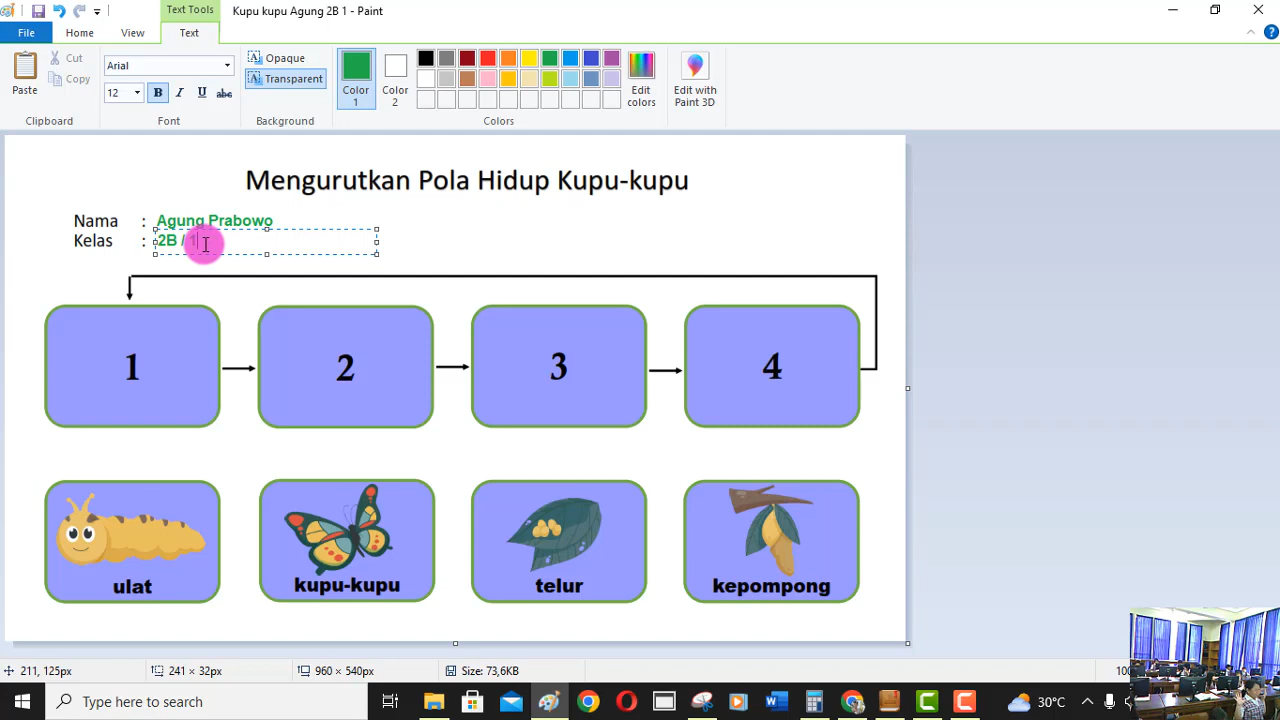 Text Tools
Kupu kupu Agung 2B 1 - Paint
File
Home
View
Text
Paste
Cut
Copy
Clipboard
Arial
12
B
I
U
abc
Font
Opaque
Transparent
Background
Color 1
Color 2
Edit colors
Colors
Edit with Paint 3D
Mengurutkan Pola Hidup Kupu-kupu
Nama : Agung Prabowo
Kelas : 2B / 1
1
2
3
4
ulat
kupu-kupu
telur
kepompong
211, 125px
241 × 32px
960 × 540px
Size: 73,6KB
Type here to search
30°C